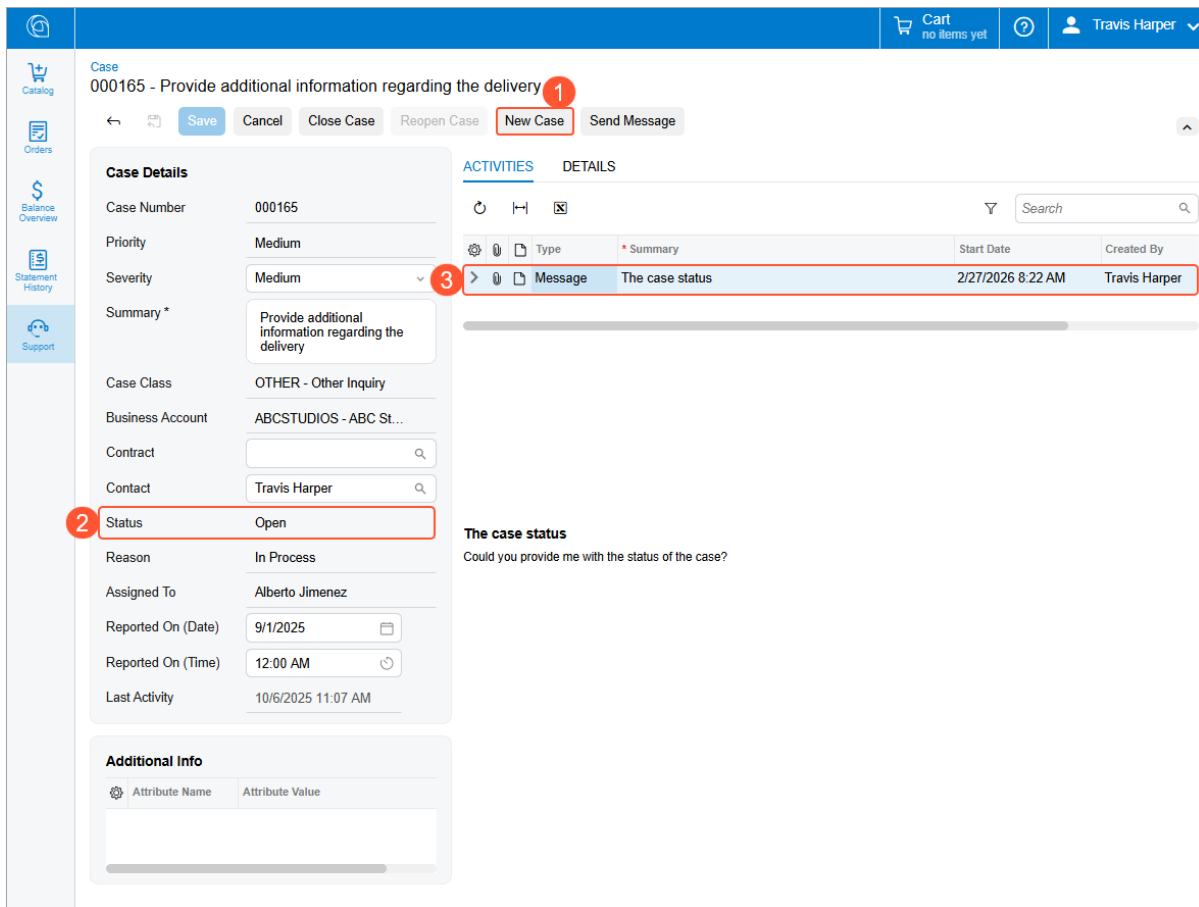 Cart
no items yet
Travis Harper
Catalog
Orders
Balance
Overview
Statement
History
Support
Case
000165 - Provide additional information regarding the delivery
1
Save Cancel Close Case Reopen Case New Case Send Message
Case Details
Case Number 000165
Priority Medium
Severity Medium
Summary * Provide additional
information regarding the
delivery
Case Class OTHER - Other Inquiry
Business Account ABCSTUDIOS - ABC St...
Contract
Contact Travis Harper
2 Status Open
Reason In Process
Assigned To Alberto Jimenez
Reported On (Date) 9/1/2025
Reported On (Time) 12:00 AM
Last Activity 10/6/2025 11:07 AM
Additional Info
Attribute Name Attribute Value
ACTIVITIES DETAILS
Search
Type * Summary Start Date Created By
3 Message The case status 2/27/2026 8:22 AM Travis Harper
The case status
Could you provide me with the status of the case?